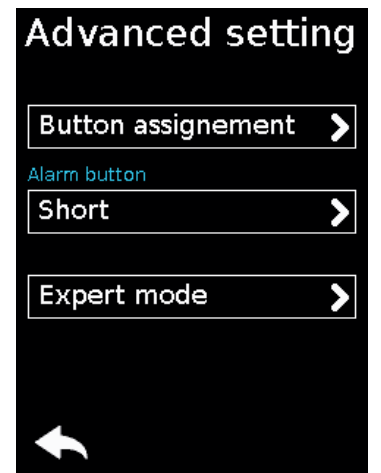 Advanced setting
Button assignement
Alarm button
Short
Expert mode